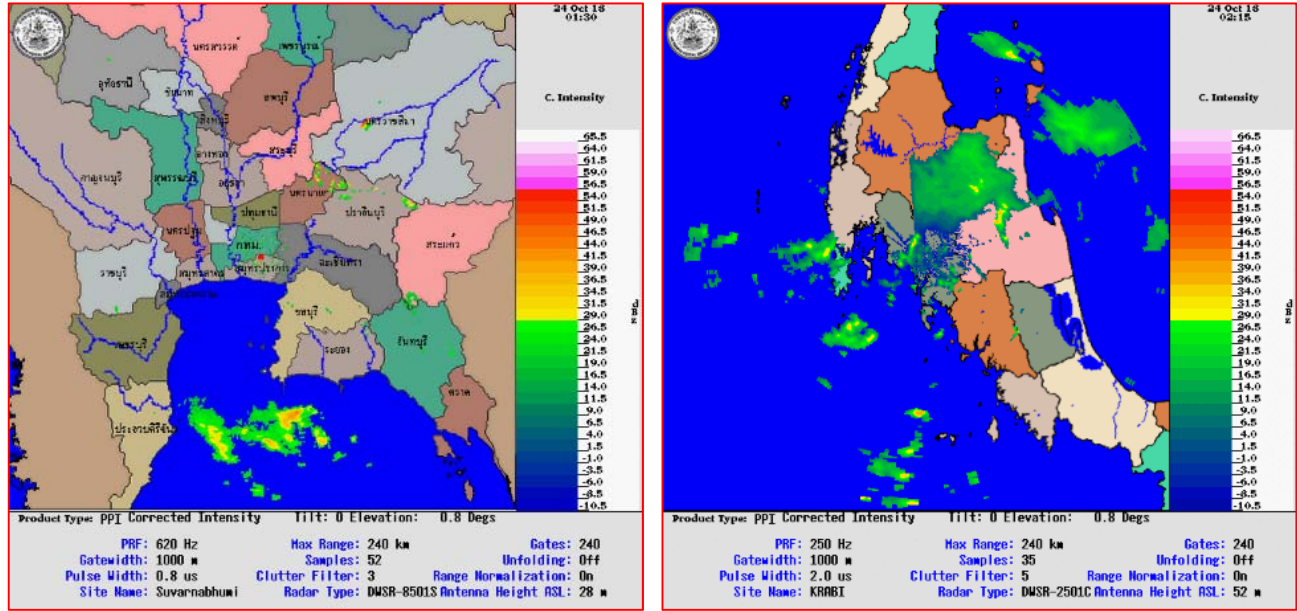 24 Oct 18
01:30
C. Intensity
65.5
64.0
61.5
59.0
56.5
54.0
51.5
49.0
46.5
44.0
41.5
39.0
36.5
34.0
31.5
29.0
26.5
24.0
21.5
19.0
16.5
14.0
11.5
9.0
6.5
4.0
1.5
-1.0
-3.5
-6.0
-8.5
-10.5
นครสวรรค์
เพชรบูรณ์
อุทัยธานี
ชัยนาท
ลพบุรี
สิงห์บุรี
นครราชสีมา
อ่างทอง
สระบุรี
กาญจนบุรี
สุพรรณบุรี
อยุธยา
นครนายก
ปราจีนบุรี
ปทุมธานี
นครปฐม
กทม.
สระแก้ว
ฉะเชิงเทรา
ราชบุรี
สมุทรสาคร
สมุทรปราการ
ชลบุรี
เพชรบุรี
ระยอง
จันทบุรี
ตราด
ประจวบคีรีขันธ์
Product Type: PPI Corrected Intensity Tilt: 0 Elevation: 0.8 Degs
PRF: 620 Hz Max Range: 240 km Gates: 240
Gatewidth: 1000 m Samples: 52 Unfolding: Off
Pulse Width: 0.8 us Clutter Filter: 3 Range Normalization: On
Site Name: Suvarnabhumi Radar Type: DWSR-8501S Antenna Height ASL: 28 m
24 Oct 18
02:15
C. Intensity
66.5
64.0
61.5
59.0
56.5
54.0
51.5
49.0
46.5
44.0
41.5
39.0
36.5
34.0
31.5
29.0
26.5
24.0
21.5
19.0
16.5
14.0
11.5
9.0
6.5
4.0
1.5
-1.0
-3.5
-6.0
-8.5
-10.5
Product Type: PPI Corrected Intensity Tilt: 0 Elevation: 0.8 Degs
PRF: 250 Hz Max Range: 240 km Gates: 240
Gatewidth: 1000 m Samples: 35 Unfolding: Off
Pulse Width: 2.0 us Clutter Filter: 5 Range Normalization: On
Site Name: KRABI Radar Type: DWSR-2501C Antenna Height ASL: 52 m